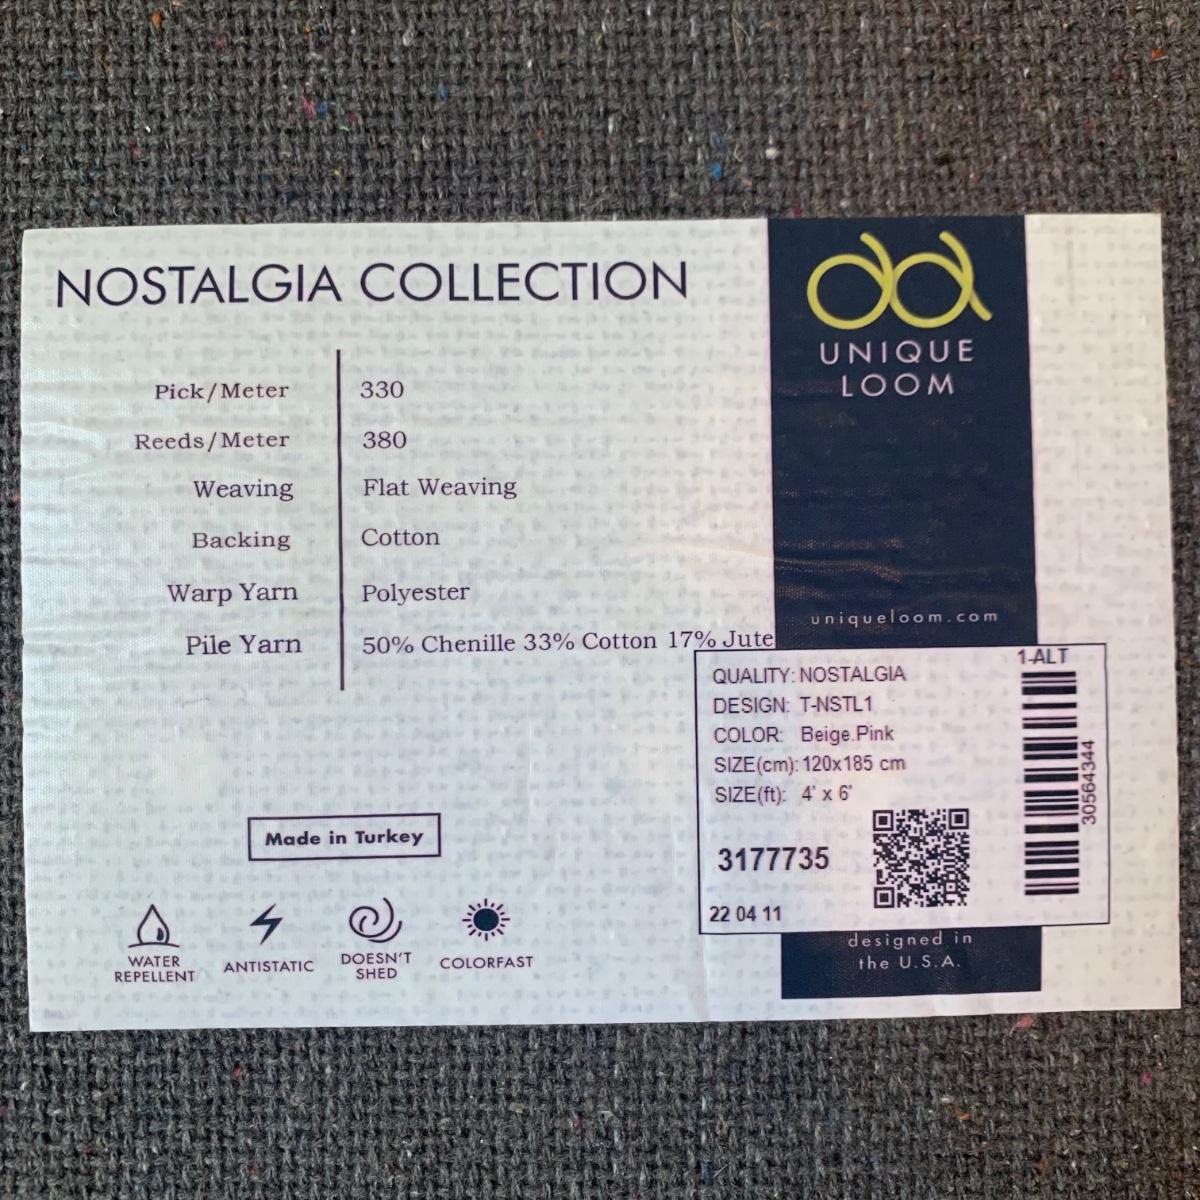 NOSTALGIA COLLECTION
Pick/Meter 330
Reeds/Meter 380
Weaving Flat Weaving
Backing Cotton
Warp Yarn Polyester
Pile Yarn 50% Chenille 33% Cotton 17% Jute
Made in Turkey
WATER
REPELLENT
ANTISTATIC
DOESN'T
SHED
COLORFAST
UNIQUE
LOOM
uniqueloom.com
1-ALT
QUALITY: NOSTALGIA
DESIGN: T-NSTL1
COLOR: Beige.Pink
SIZE(cm): 120x185 cm
SIZE(ft): 4' x 6'
3177735
22 04 11
30564344
designed in
the U.S.A.